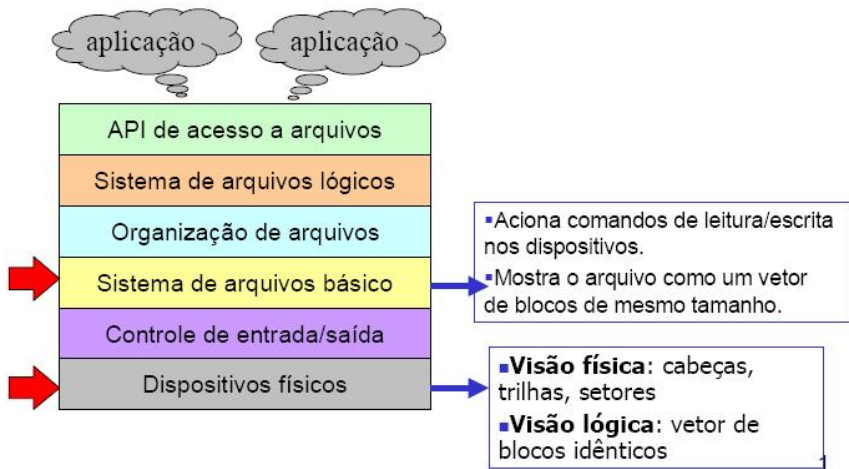 aplicação aplicação
API de acesso a arquivos
Sistema de arquivos lógicos
Organização de arquivos
Sistema de arquivos básico
Controle de entrada/saída
Dispositivos físicos
▪Aciona comandos de leitura/escrita
nos dispositivos.
▪Mostra o arquivo como um vetor
de blocos de mesmo tamanho.
▪Visão física: cabeças,
trilhas, setores
▪Visão lógica: vetor de
blocos idênticos
1